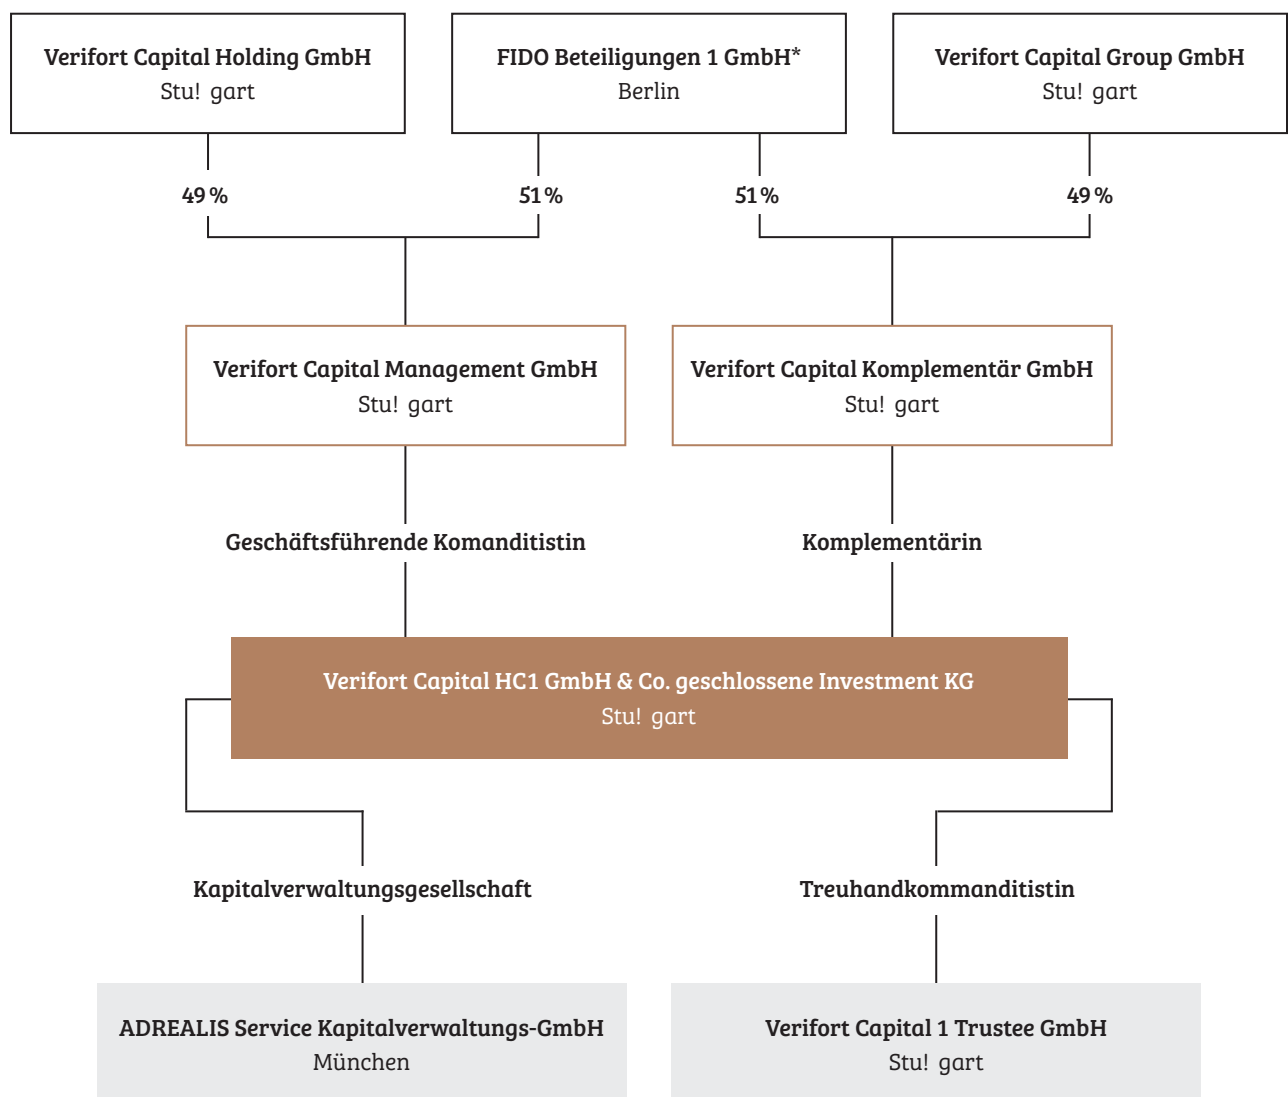 Verifort Capital Holding GmbH
Stu! gart
FIDO Beteiligungen 1 GmbH*
Berlin
Verifort Capital Group GmbH
Stu! gart
49 %
51 %
51 %
49 %
Verifort Capital Management GmbH
Stu! gart
Verifort Capital Komplementär GmbH
Stu! gart
Geschäftsführende Komanditistin
Komplementärin
Verifort Capital HC1 GmbH & Co. geschlossene Investment KG
Stu! gart
Kapitalverwaltungsgesellschaft
Treuhandkommanditistin
ADREALIS Service Kapitalverwaltungs-GmbH
München
Verifort Capital 1 Trustee GmbH
Stu! gart